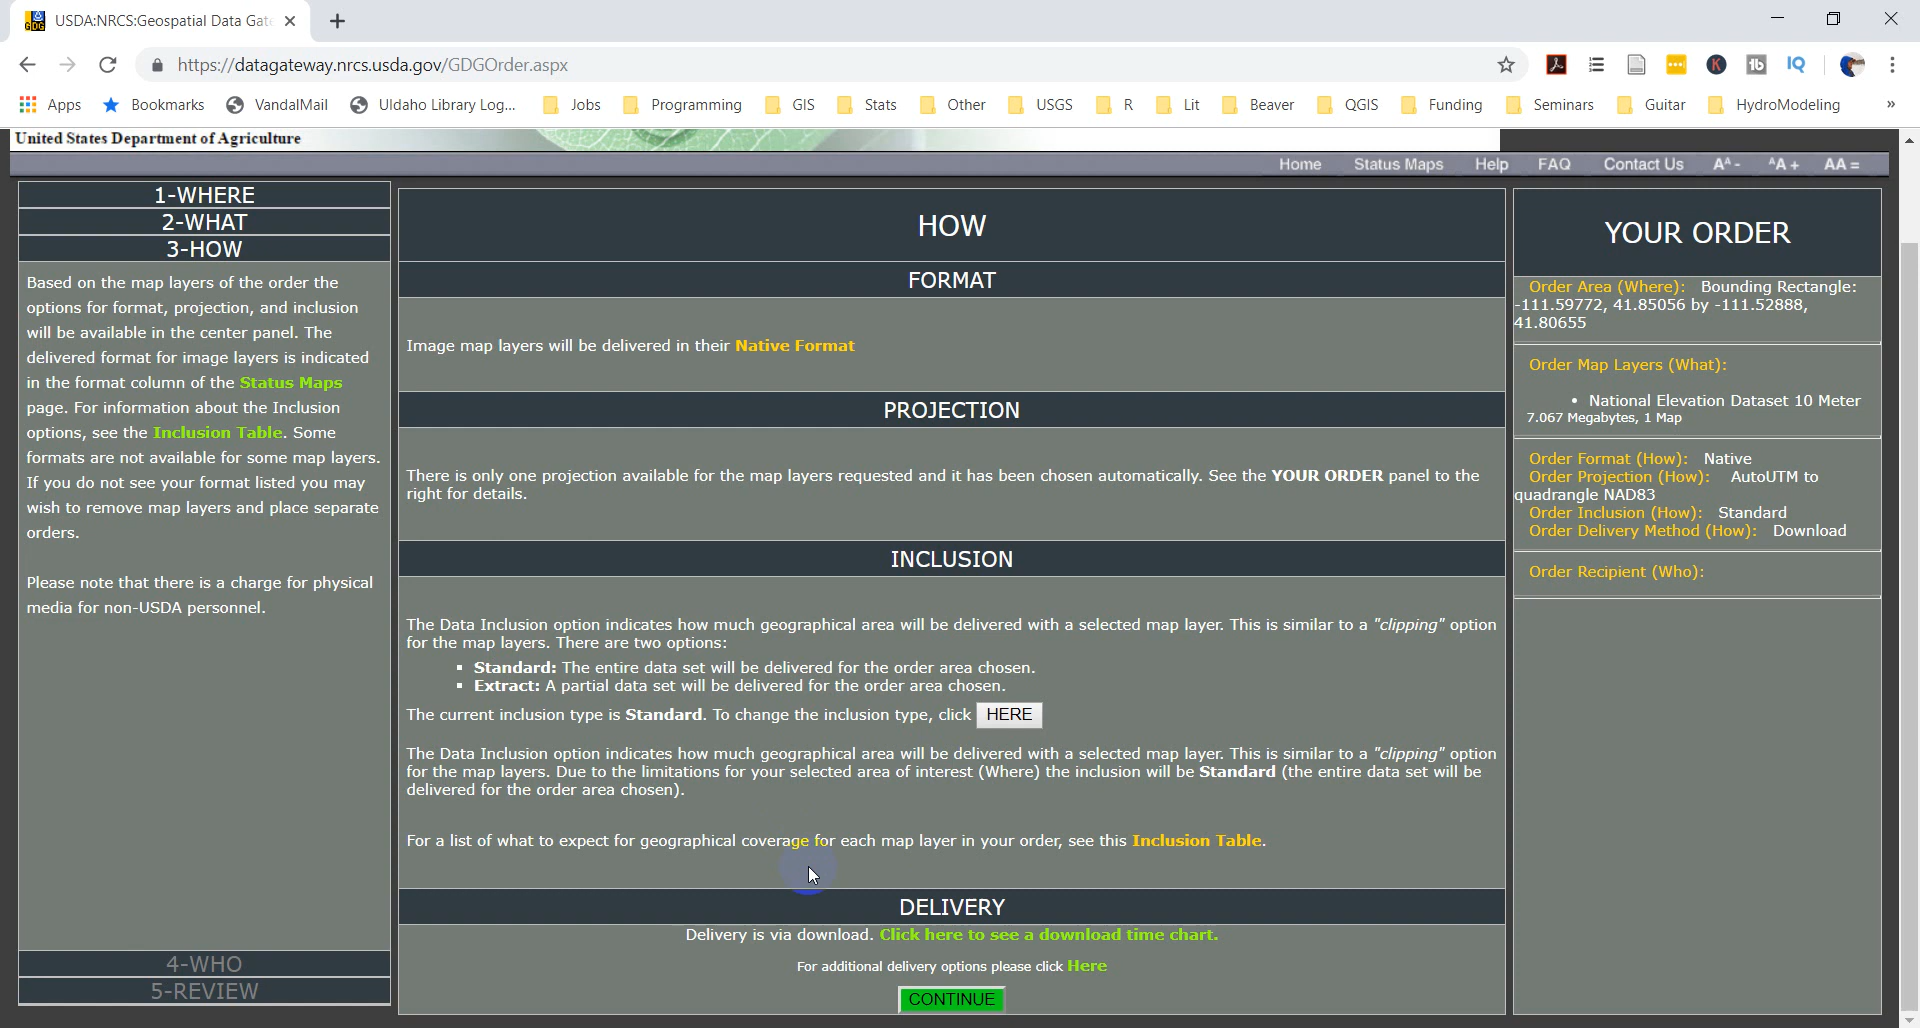 USDA:NRCS:Geospatial Data Gate
https://datagateway.nrcs.usda.gov/GDGOrder.aspx
Apps Bookmarks VandalMail UIdaho Library Log... Jobs Programming GIS Stats Other USGS R Lit Beaver QGIS Funding Seminars Guitar HydroModeling »
United States Department of Agriculture
Home Status Maps Help FAQ Contact Us AA - AA + AA =
1-WHERE
2-WHAT
3-HOW
Based on the map layers of the order the
options for format, projection, and inclusion
will be available in the center panel. The
delivered format for image layers is indicated
in the format column of the Status Maps
page. For information about the Inclusion
options, see the Inclusion Table. Some
formats are not available for some map layers.
If you do not see your format listed you may
wish to remove map layers and place separate
orders.
Please note that there is a charge for physical
media for non-USDA personnel.
4-WHO
5-REVIEW
HOW
FORMAT
Image map layers will be delivered in their Native Format
PROJECTION
There is only one projection available for the map layers requested and it has been chosen automatically. See the YOUR ORDER panel to the
right for details.
INCLUSION
The Data Inclusion option indicates how much geographical area will be delivered with a selected map layer. This is similar to a "clipping" option
for the map layers. There are two options:
Standard: The entire data set will be delivered for the order area chosen.
Extract: A partial data set will be delivered for the order area chosen.
The current inclusion type is Standard. To change the inclusion type, click HERE
The Data Inclusion option indicates how much geographical area will be delivered with a selected map layer. This is similar to a "clipping" option
for the map layers. Due to the limitations for your selected area of interest (Where) the inclusion will be Standard (the entire data set will be
delivered for the order area chosen).
For a list of what to expect for geographical coverage for each map layer in your order, see this Inclusion Table.
DELIVERY
Delivery is via download. Click here to see a download time chart.
For additional delivery options please click Here
CONTINUE
YOUR ORDER
Order Area (Where): Bounding Rectangle:
-111.59772, 41.85056 by -111.52888,
41.80655
Order Map Layers (What):
• National Elevation Dataset 10 Meter
7.067 Megabytes, 1 Map
Order Format (How): Native
Order Projection (How): AutoUTM to
quadrangle NAD83
Order Inclusion (How): Standard
Order Delivery Method (How): Download
Order Recipient (Who):